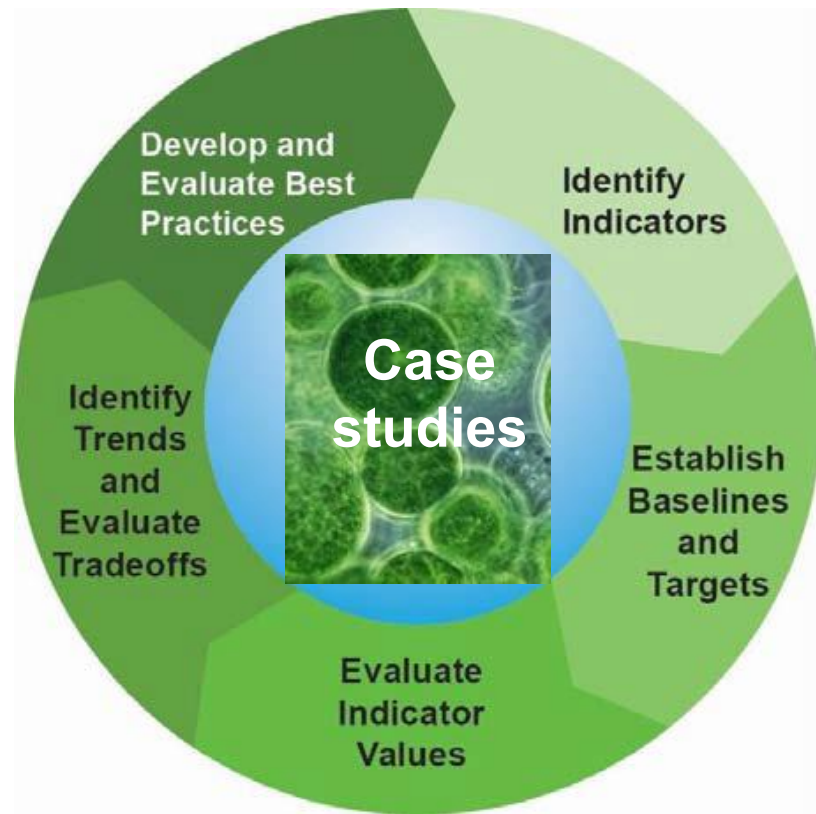 Develop and
Evaluate Best
Practices
Identify
Indicators
Case
studies
Identify
Trends
and
Evaluate
Tradeoffs
Establish
Baselines
and
Targets
Evaluate
Indicator
Values